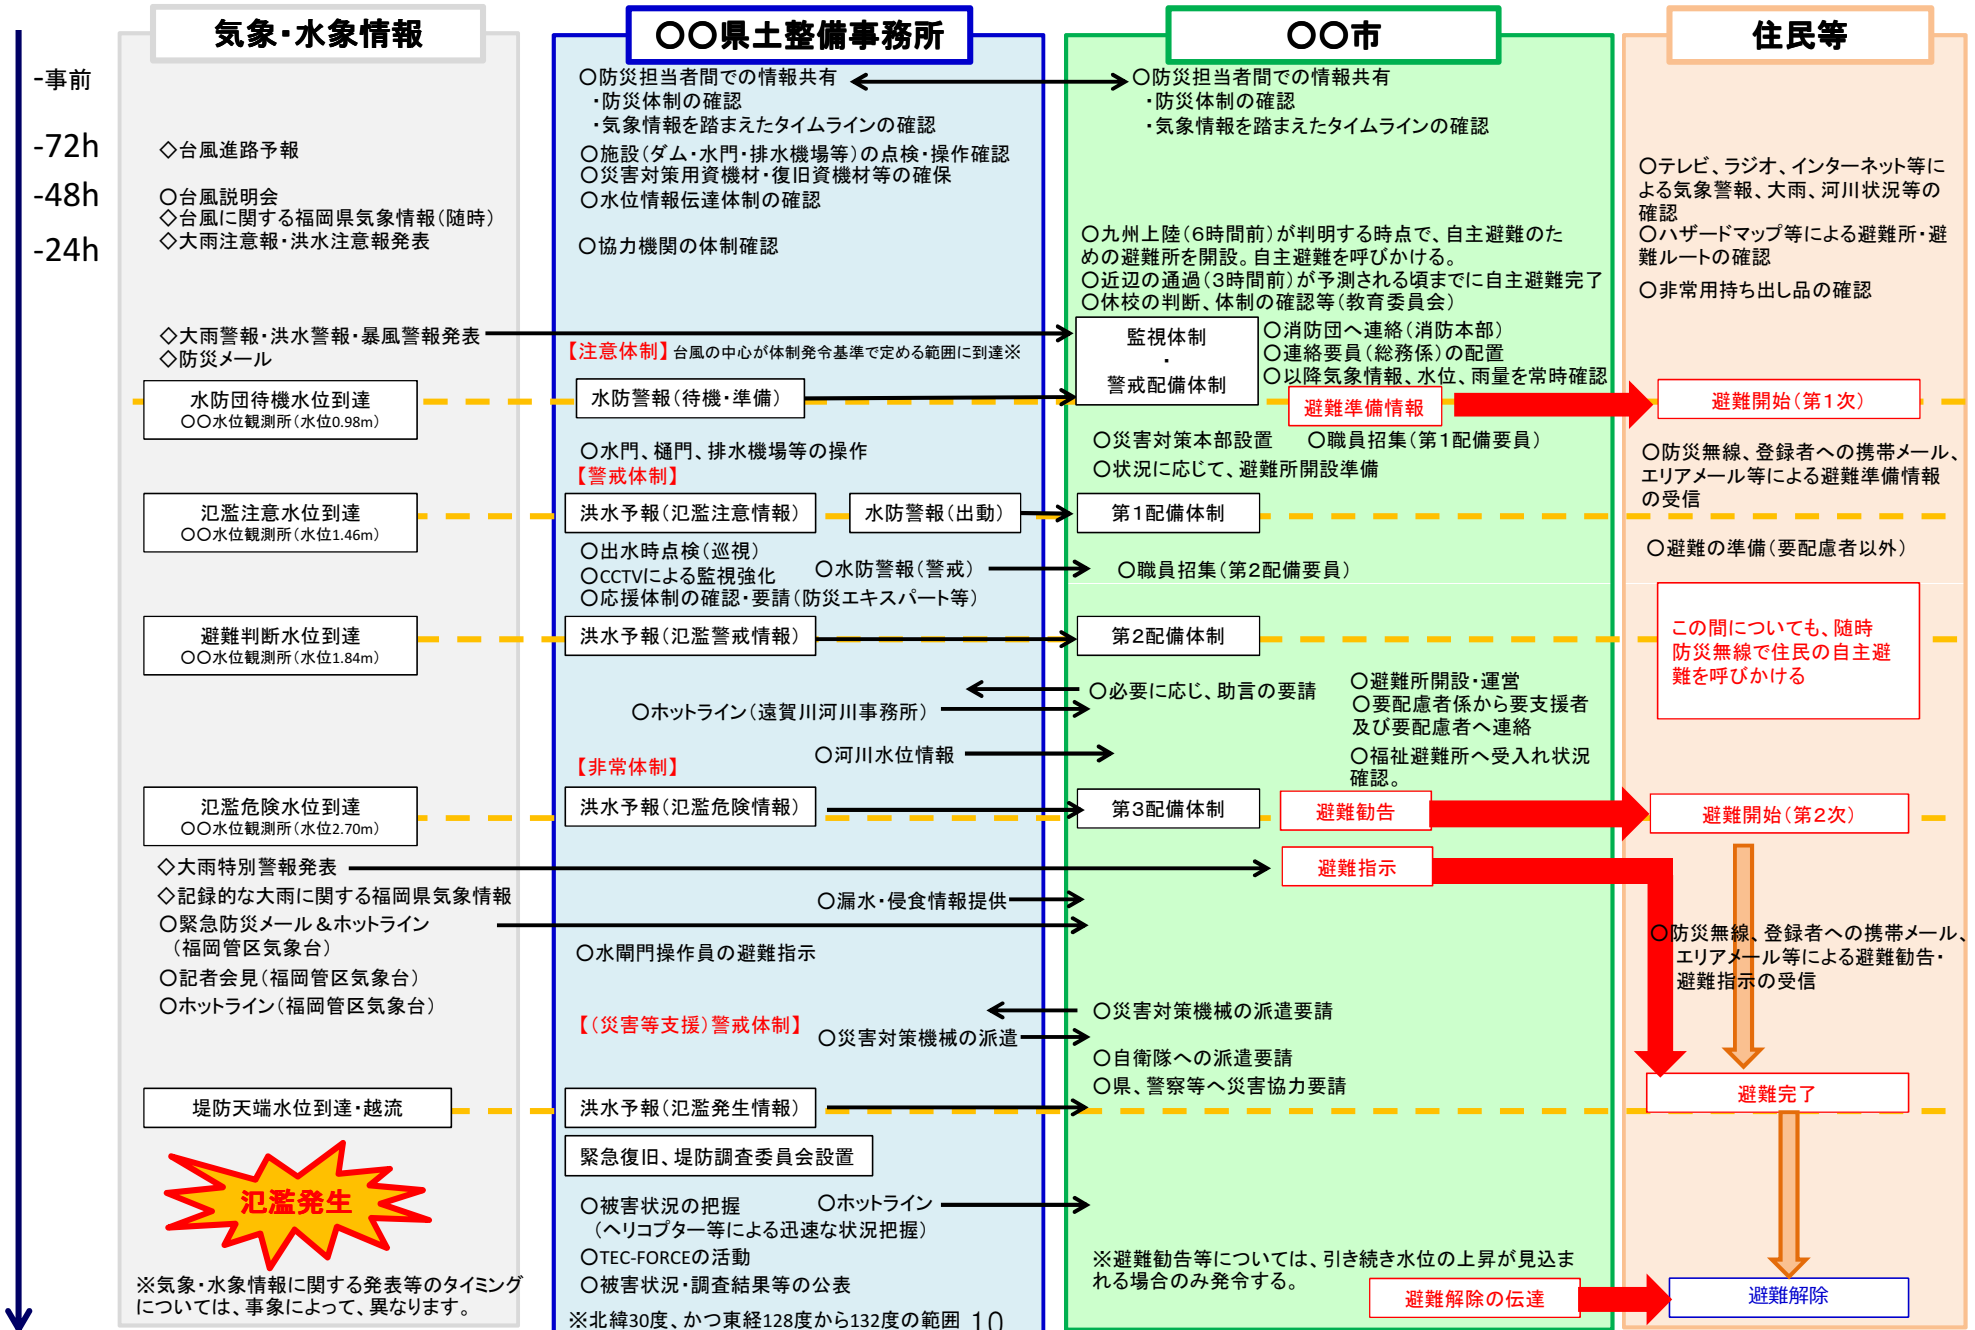 気象・水象情報
〇〇県土整備事務所
〇〇市
住民等
-事前
-72h
-48h
-24h
◇台風進路予報
〇台風説明会
◇台風に関する福岡県気象情報(随時)
◇大雨注意報・洪水注意報発表
◇大雨警報・洪水警報・暴風警報発表
◇防災メール
水防団待機水位到達
〇〇水位観測所(水位0.98m)
氾濫注意水位到達
〇〇水位観測所(水位1.46m)
避難判断水位到達
〇〇水位観測所(水位1.84m)
氾濫危険水位到達
〇〇水位観測所(水位2.70m)
◇大雨特別警報発表
◇記録的な大雨に関する福岡県気象情報
〇緊急防災メール&ホットライン
(福岡管区気象台)
〇記者会見(福岡管区気象台)
〇ホットライン(福岡管区気象台)
堤防天端水位到達・越流
氾濫発生
※気象・水象情報に関する発表等のタイミング
については、事象によって、異なります。
〇防災担当者間での情報共有
・防災体制の確認
・気象情報を踏まえたタイムラインの確認
〇施設(ダム・水門・排水機場等)の点検・操作確認
〇災害対策用資機材・復旧資機材等の確保
〇水位情報伝達体制の確認
〇協力機関の体制確認
【注意体制】台風の中心が体制発令基準で定める範囲に到達※
水防警報(待機・準備)
〇水門、樋門、排水機場等の操作
【警戒体制】
洪水予報(氾濫注意情報)
水防警報(出動)
〇出水時点検(巡視)
〇CCTVによる監視強化
〇水防警報(警戒)
〇応援体制の確認・要請(防災エキスパート等)
洪水予報(氾濫警戒情報)
〇ホットライン(遠賀川河川事務所)
〇河川水位情報
【非常体制】
洪水予報(氾濫危険情報)
〇漏水・侵食情報提供
〇水閘門操作員の避難指示
【(災害等支援)警戒体制】
〇災害対策機械の派遣
洪水予報(氾濫発生情報)
緊急復旧、堤防調査委員会設置
〇被害状況の把握
〇ホットライン
(ヘリコプター等による迅速な状況把握)
〇TEC-FORCEの活動
〇被害状況・調査結果等の公表
※北緯30度、かつ東経128度から132度の範囲
10
〇防災担当者間での情報共有
・防災体制の確認
・気象情報を踏まえたタイムラインの確認
〇九州上陸(6時間前)が判明する時点で、自主避難のた
めの避難所を開設。自主避難を呼びかける。
〇近辺の通過(3時間前)が予測される頃までに自主避難完了
〇休校の判断、体制の確認等(教育委員会)
監視体制
・
警戒配備体制
〇消防団へ連絡(消防本部)
〇連絡要員(総務係)の配置
〇以降気象情報、水位、雨量を常時確認
避難準備情報
〇災害対策本部設置
〇職員招集(第1配備要員)
〇状況に応じて、避難所開設準備
第1配備体制
〇職員招集(第2配備要員)
第2配備体制
〇必要に応じ、助言の要請
〇避難所開設・運営
〇要配慮者係から要支援者
及び要配慮者へ連絡
〇福祉避難所へ受入れ状況
確認。
第3配備体制
避難勧告
避難指示
〇災害対策機械の派遣要請
〇自衛隊への派遣要請
〇県、警察等へ災害協力要請
※避難勧告等については、引き続き水位の上昇が見込ま
れる場合のみ発令する。
避難解除の伝達
〇テレビ、ラジオ、インターネット等に
よる気象警報、大雨、河川状況等の
確認
〇ハザードマップ等による避難所・避
難ルートの確認
〇非常用持ち出し品の確認
避難開始(第1次)
〇防災無線、登録者への携帯メール、
エリアメール等による避難準備情報
の受信
〇避難の準備(要配慮者以外)
この間についても、随時
防災無線で住民の自主避
難を呼びかける
避難開始(第2次)
〇防災無線、登録者への携帯メール、
エリアメール等による避難勧告・
避難指示の受信
避難完了
避難解除